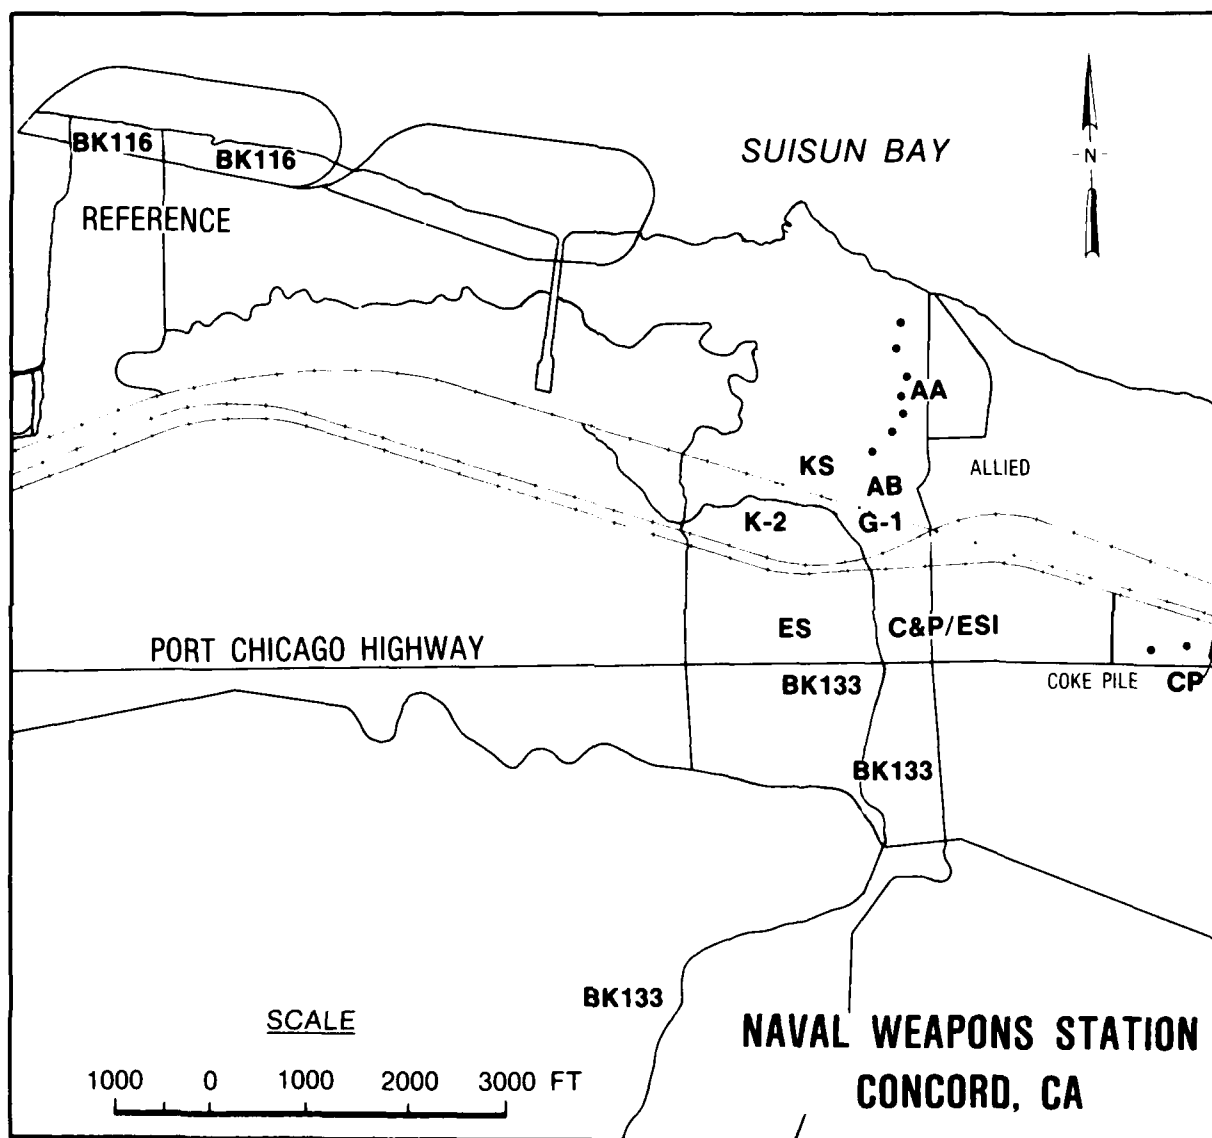 SUISUN BAY
N
BK116
BK116
REFERENCE
AA
KS
ALLIED
AB
K-2
G-1
ES
C&P/ESI
PORT CHICAGO HIGHWAY
BK133
COKE PILE
CP
BK133
BK133
SCALE
NAVAL WEAPONS STATION
CONCORD, CA
1000 0 1000 2000 3000 FT